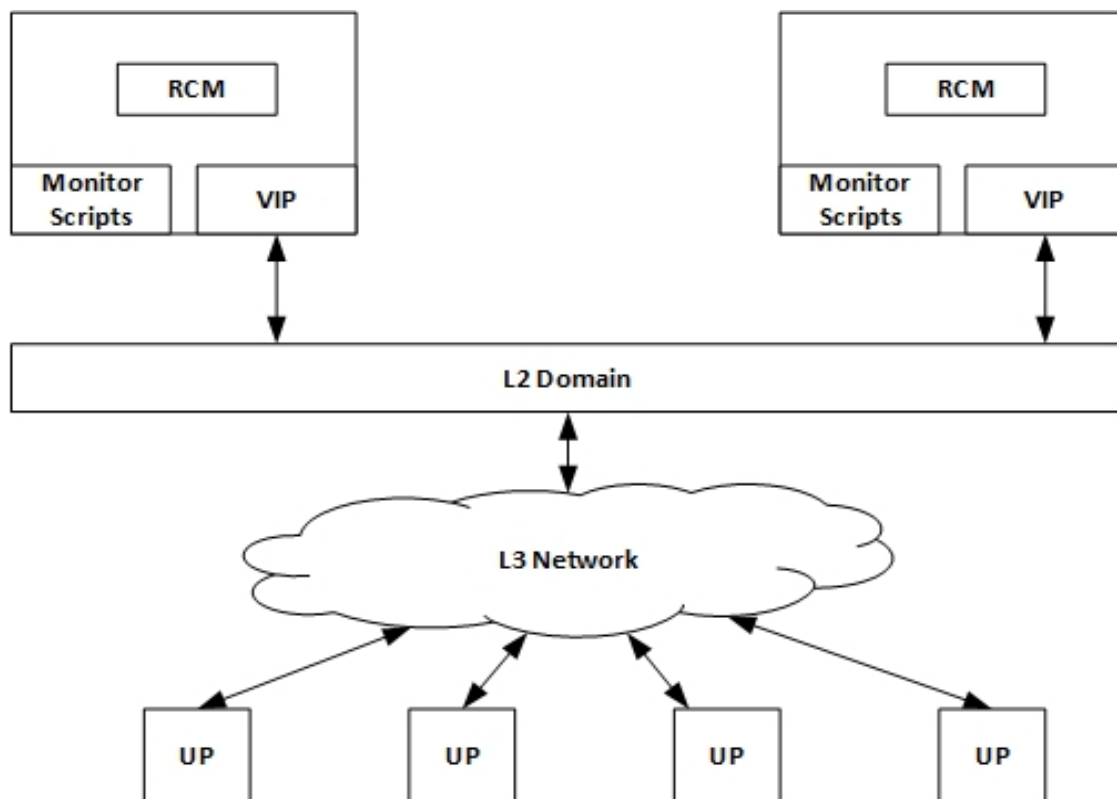 RCM
RCM
Monitor
Scripts
VIP
Monitor
Scripts
VIP
L2 Domain
L3 Network
UP
UP
UP
UP